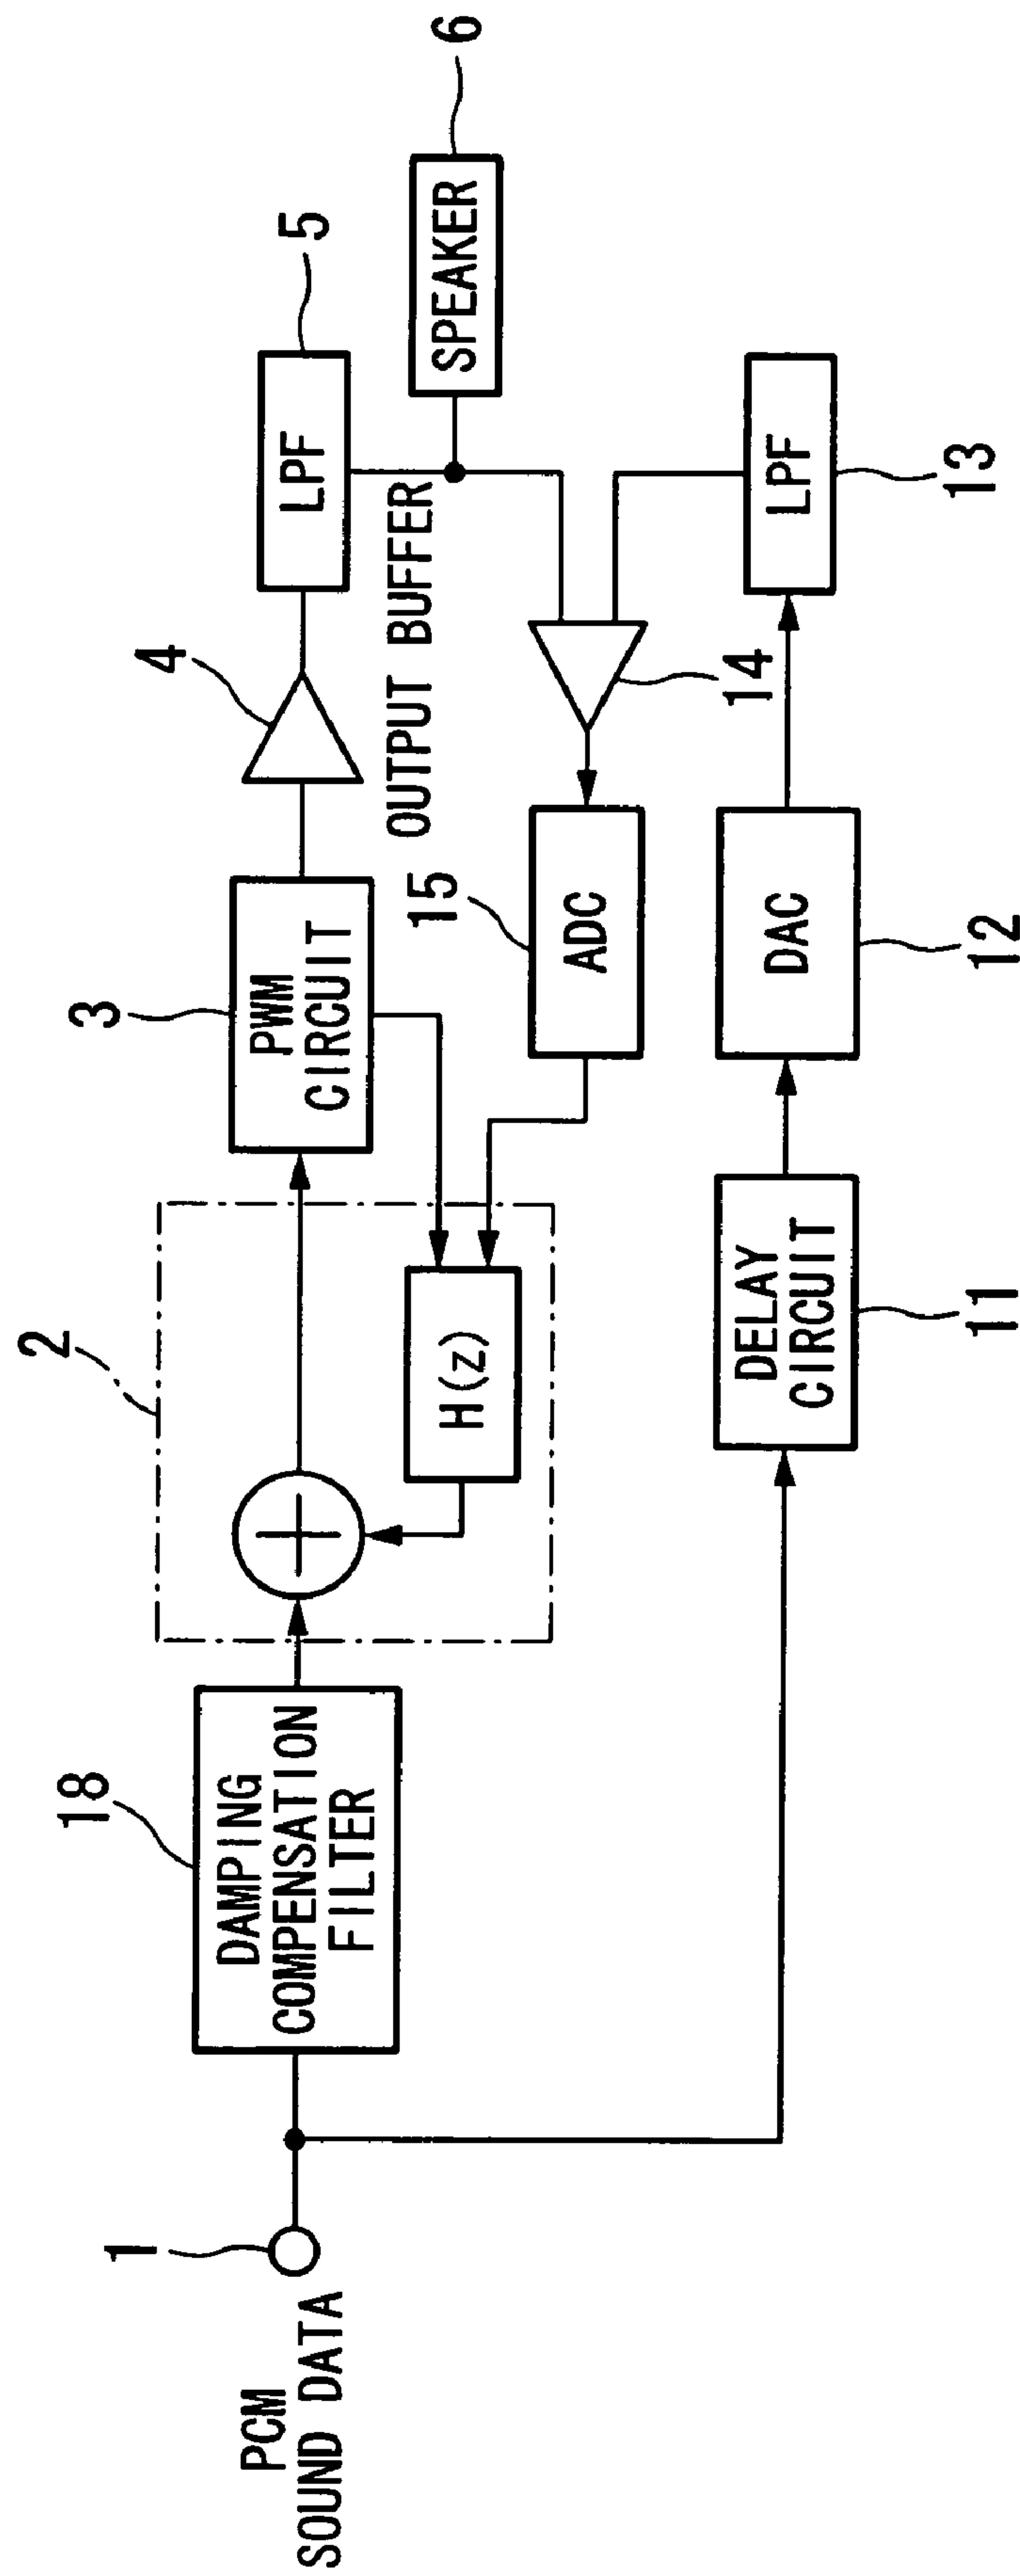 PCM
SOUND DATA
1
18
DAMPING
COMPENSATION
FILTER
2
H(z)
3
PWM
CIRCUIT
4
OUTPUT BUFFER
5
LPF
6
SPEAKER
15
ADC
14
11
DELAY
CIRCUIT
12
DAC
13
LPF